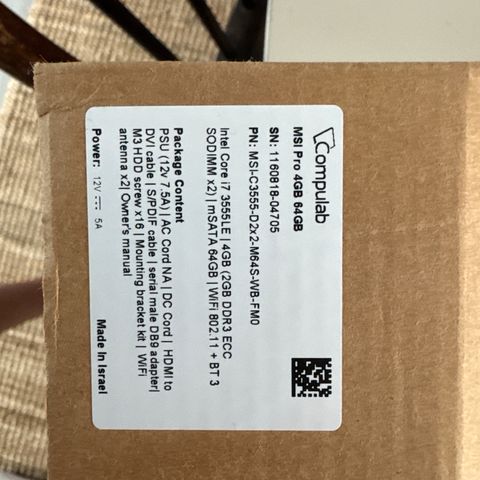 Compulab
MSI Pro 4GB 64GB
SN: 1160818-04705
PN: MSI-C3555-D2x2-M64S-WB-FM0
Intel Core i7 3555LE | 4GB (2GB DDR3 ECC
SODIMM x2) | mSATA 64GB | WiFi 802.11 + BT 3
Package Content
PSU (12v 7.5A) | AC Cord NA | DC Cord | HDMI to
DVI cable | S/PDIF cable | serial male DB9 adapter|
M3 HDD screw x16 | Mounting bracket kit | WiFi
antenna x2| Owner's manual
Power: 12V ⎓ 5A
Made In Israel